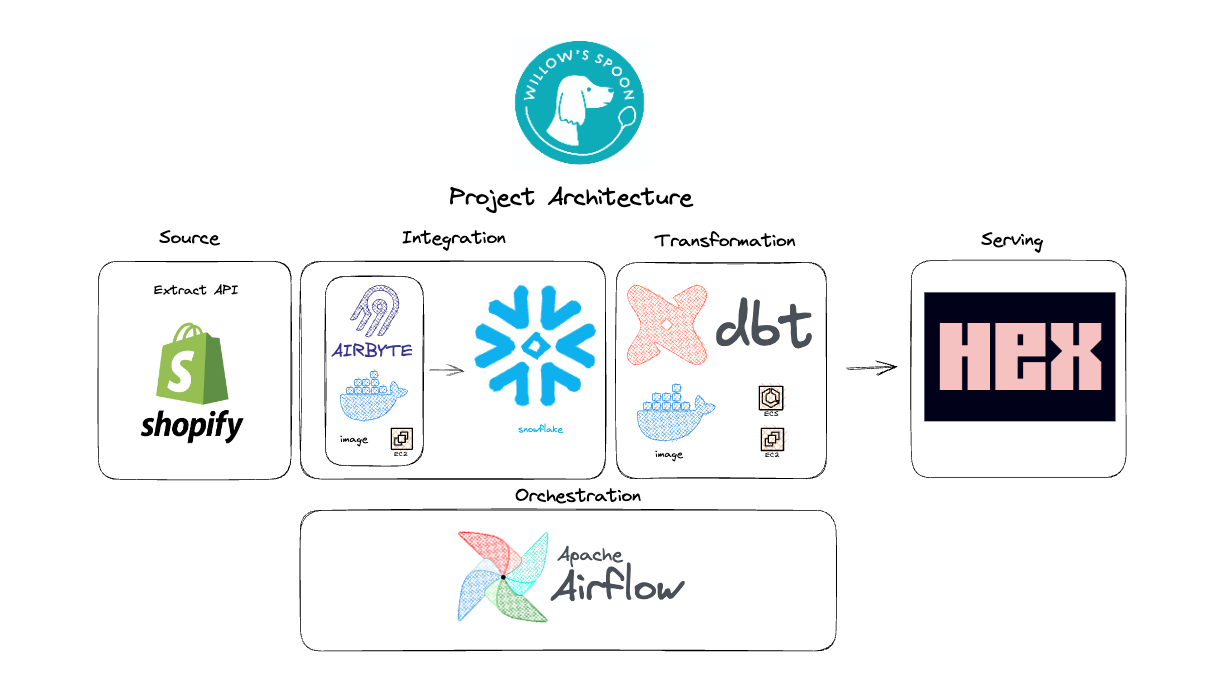 WILLOW'S SPOON
Project Architecture
Source
Integration
Transformation
Serving
Extract API
shopify
AIRBYTE
image
EC2
snowflake
dbt
image
ECS
EC2
HEX
Orchestration
Apache
Airflow